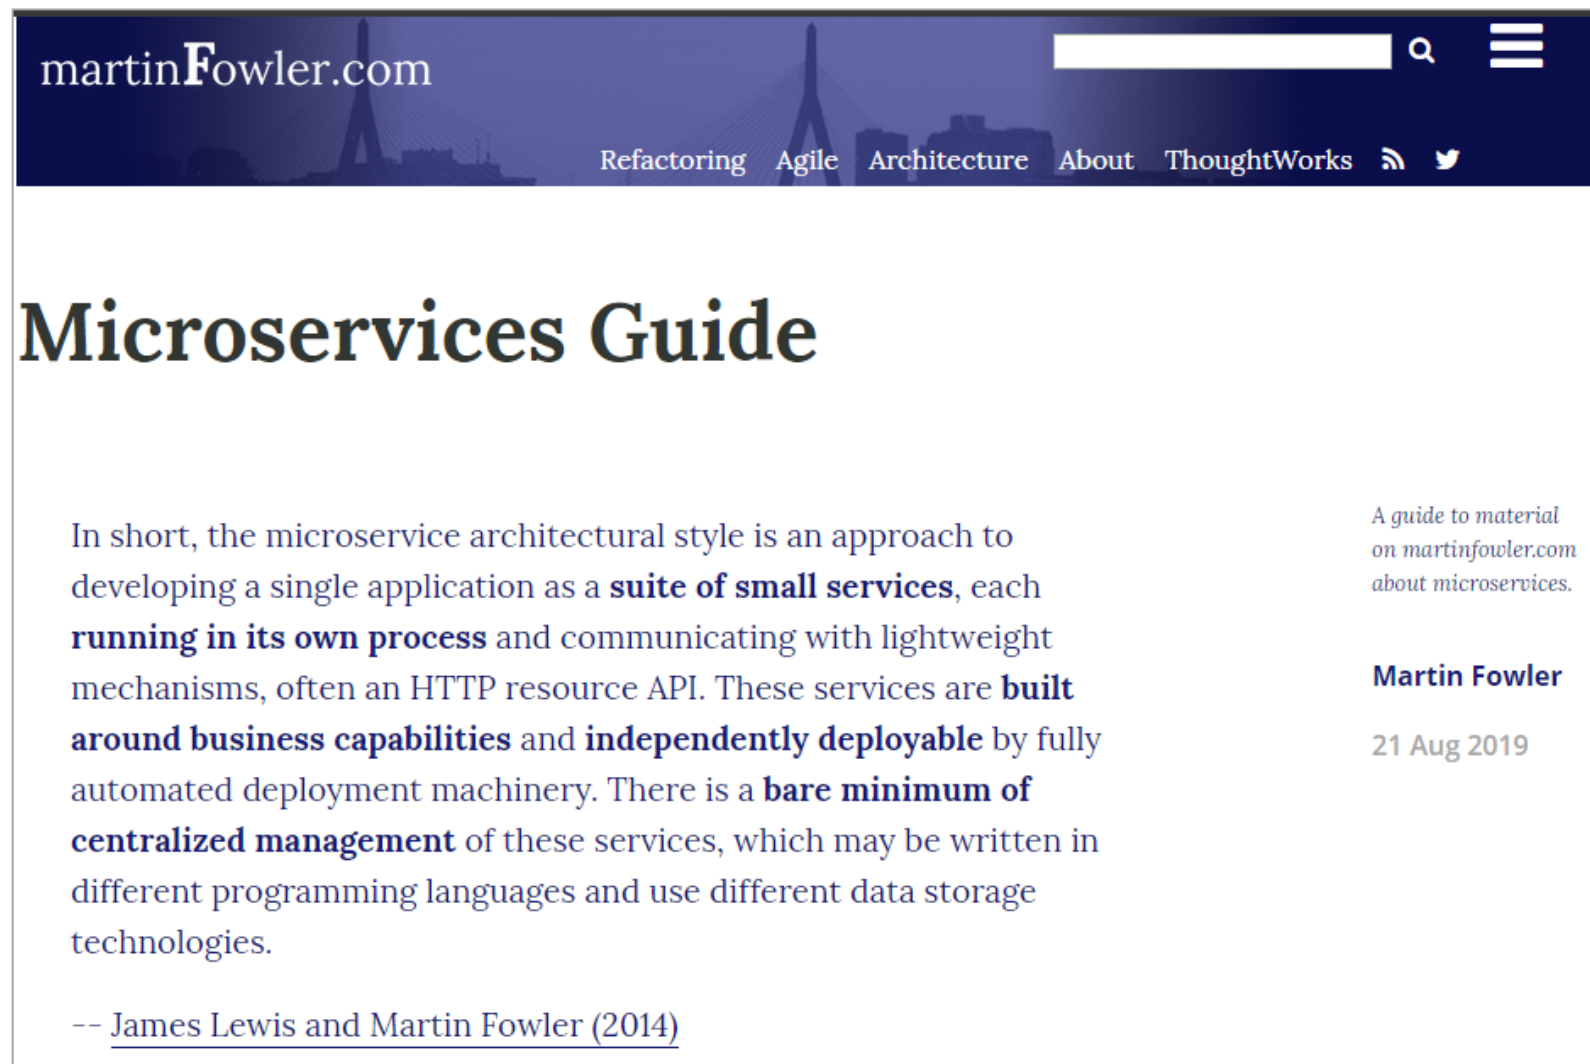 martinFowler.com
Refactoring Agile Architecture About ThoughtWorks
Microservices Guide
In short, the microservice architectural style is an approach to
developing a single application as a suite of small services, each
running in its own process and communicating with lightweight
mechanisms, often an HTTP resource API. These services are built
around business capabilities and independently deployable by fully
automated deployment machinery. There is a bare minimum of
centralized management of these services, which may be written in
different programming languages and use different data storage
technologies.
-- James Lewis and Martin Fowler (2014)
A guide to material
on martinfowler.com
about microservices.
Martin Fowler
21 Aug 2019